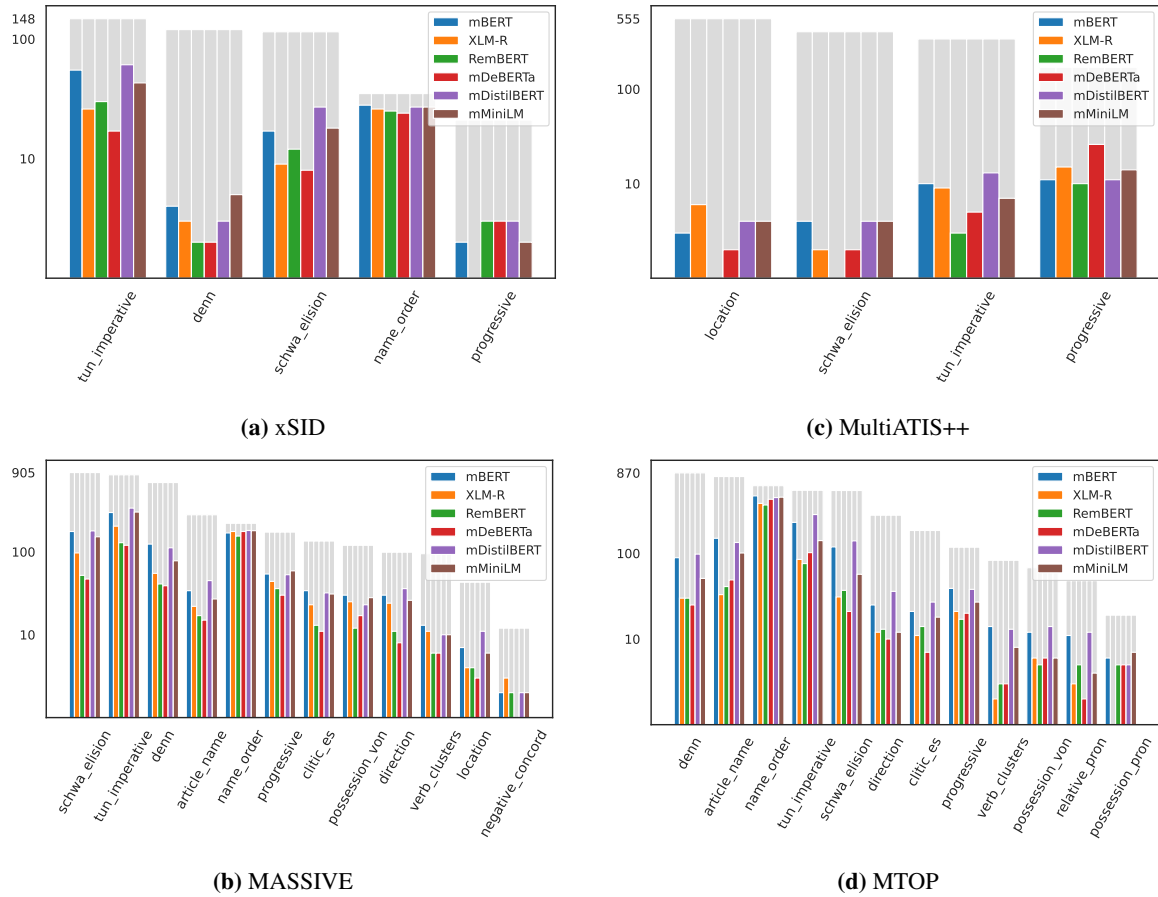 148
100
10
mBERT
XLM-R
RemBERT
mDeBERTa
mDistilBERT
mMiniLM
tun_imperative
denn
schwa_elision
name_order
progressive
(a) xSID
555
100
10
mBERT
XLM-R
RemBERT
mDeBERTa
mDistilBERT
mMiniLM
location
schwa_elision
tun_imperative
progressive
(c) MultiATIS++
905
100
10
mBERT
XLM-R
RemBERT
mDeBERTa
mDistilBERT
mMiniLM
schwa_elision
tun_imperative
denn
article_name
name_order
progressive
clitic_es
possession_von
direction
verb_clusters
location
negative_concord
(b) MASSIVE
870
100
10
mBERT
XLM-R
RemBERT
mDeBERTa
mDistilBERT
mMiniLM
denn
article_name
name_order
tun_imperative
schwa_elision
direction
clitic_es
progressive
verb_clusters
possession_von
relative_pron
possession_pron
(d) MTOP